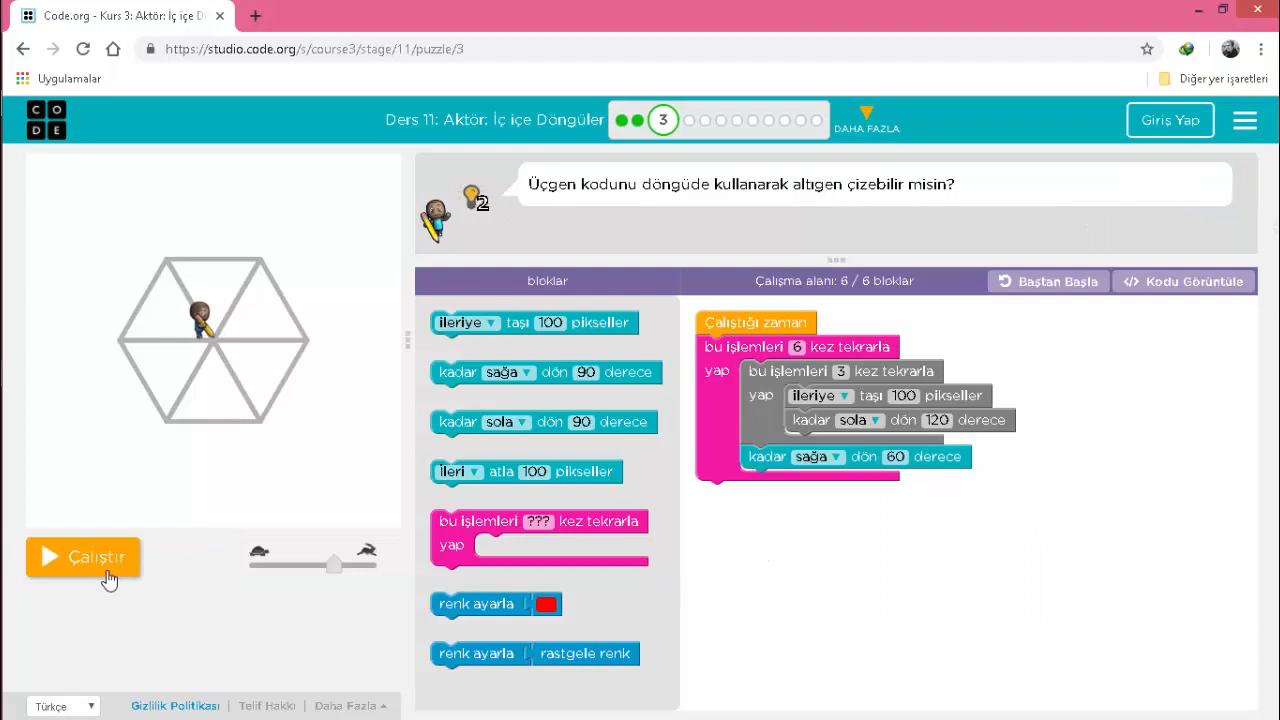 Code.org - Kurs 3: Aktör: İç içe D
https://studio.code.org/s/course3/stage/11/puzzle/3
Uygulamalar
Diğer yer işaretleri
C O
D E
Ders 11: Aktör: İç içe Döngüler
3
DAHA FAZLA
Giriş Yap
2
Üçgen kodunu döngüde kullanarak altıgen çizebilir misin?
bloklar
Çalışma alanı: 6 / 6 bloklar
Baştan Başla
</> Kodu Görüntüle
ileriye ▼ taşı 100 pikseller
kadar sağa ▼ dön 90 derece
kadar sola ▼ dön 90 derece
İleri ▼ atla 100 pikseller
bu işlemleri ??? kez tekrarla
yap
renk ayarla
renk ayarla rastgele renk
Çalıştığı zaman
bu işlemleri 6 kez tekrarla
yap bu işlemleri 3 kez tekrarla
yap ileriye ▼ taşı 100 pikseller
kadar sola ▼ dön 120 derece
kadar sağa ▼ dön 60 derece
Çalıştır
Türkçe
Gizlilik Politikası | Telif Hakkı | Daha Fazla